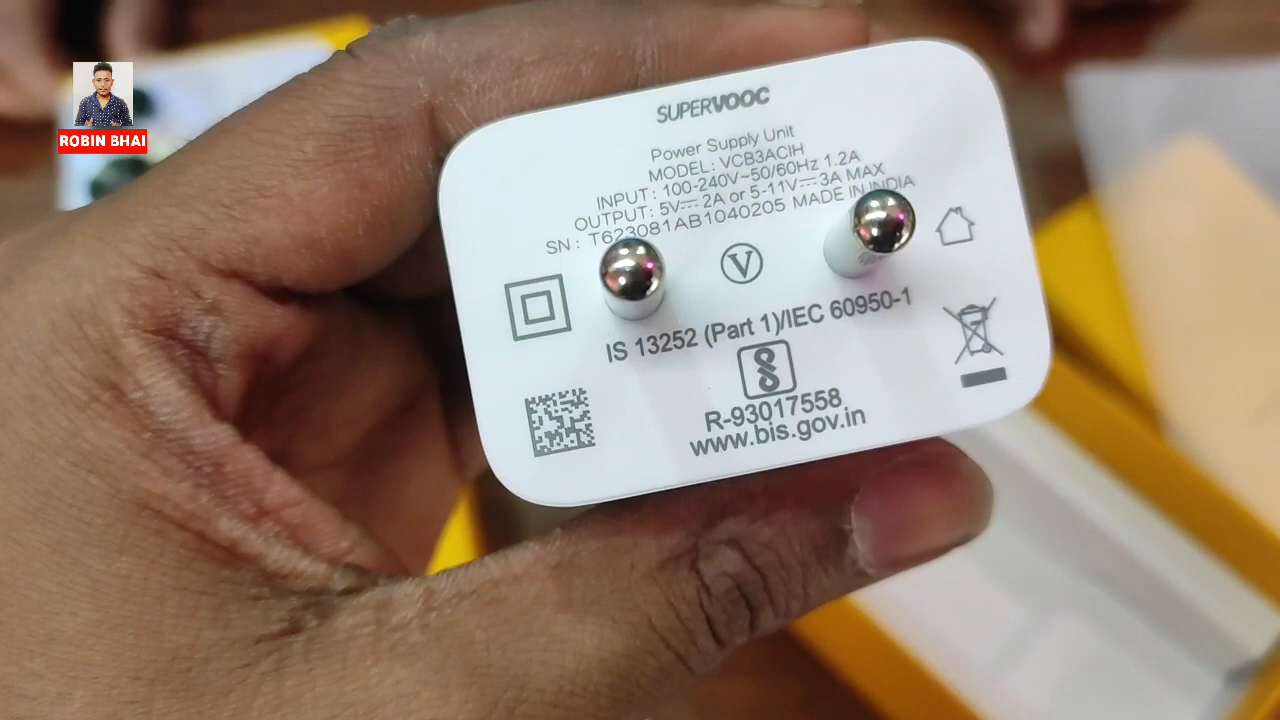 ROBIN BHAI
SUPERVOOC
Power Supply Unit
MODEL: VCB3ACIH
INPUT: 100-240V~50/60Hz 1.2A
OUTPUT: 5V⎓2A or 5-11V⎓3A MAX
SN: T623081AB1040205 MADE IN INDIA
V
IS 13252 (Part 1)/IEC 60950-1
R-93017558
www.bis.gov.in